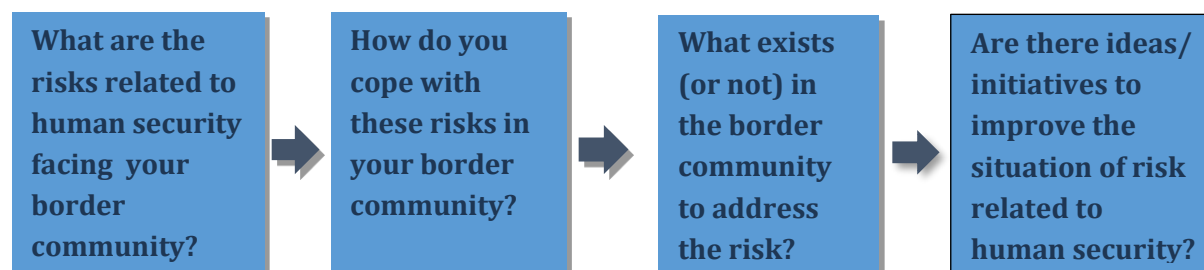 What are the
risks related to
human security
facing your
border
community?
How do you
cope with
these risks in
your border
community?
What exists
(or not) in
the border
community
to address
the risk?
Are there ideas/
initiatives to
improve the
situation of risk
related to
human security?